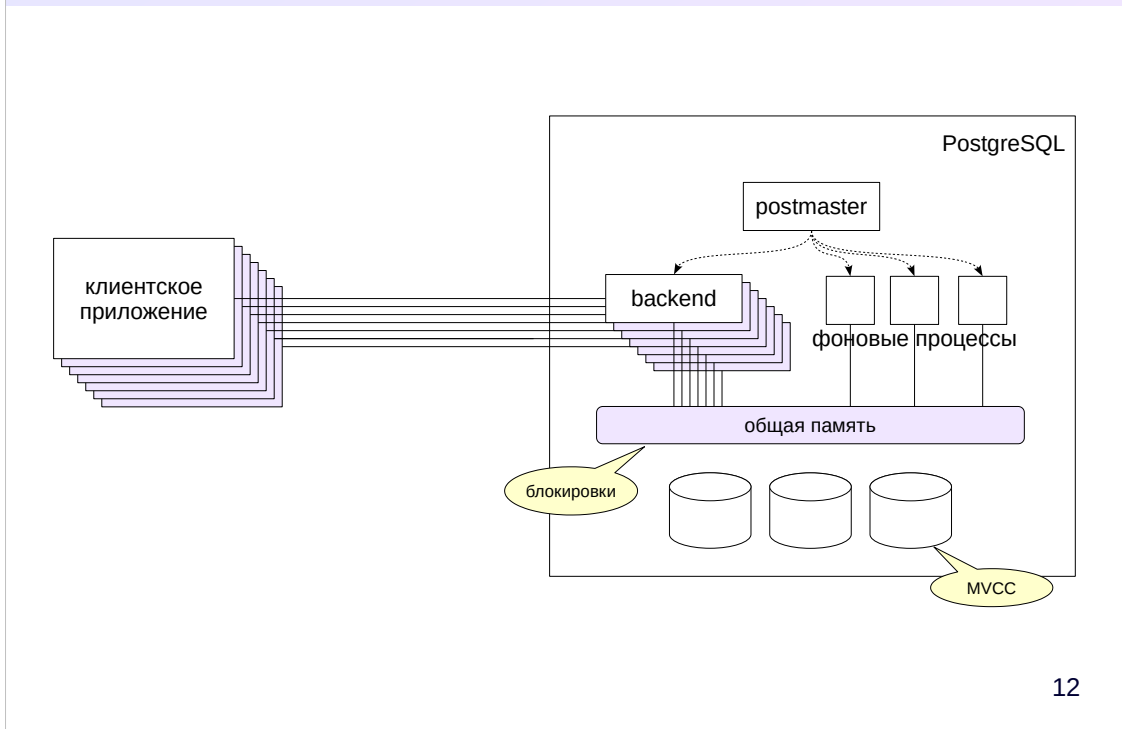 PostgreSQL
postmaster
клиентское
приложение
backend
фоновые процессы
общая память
блокировки
MVCC
12